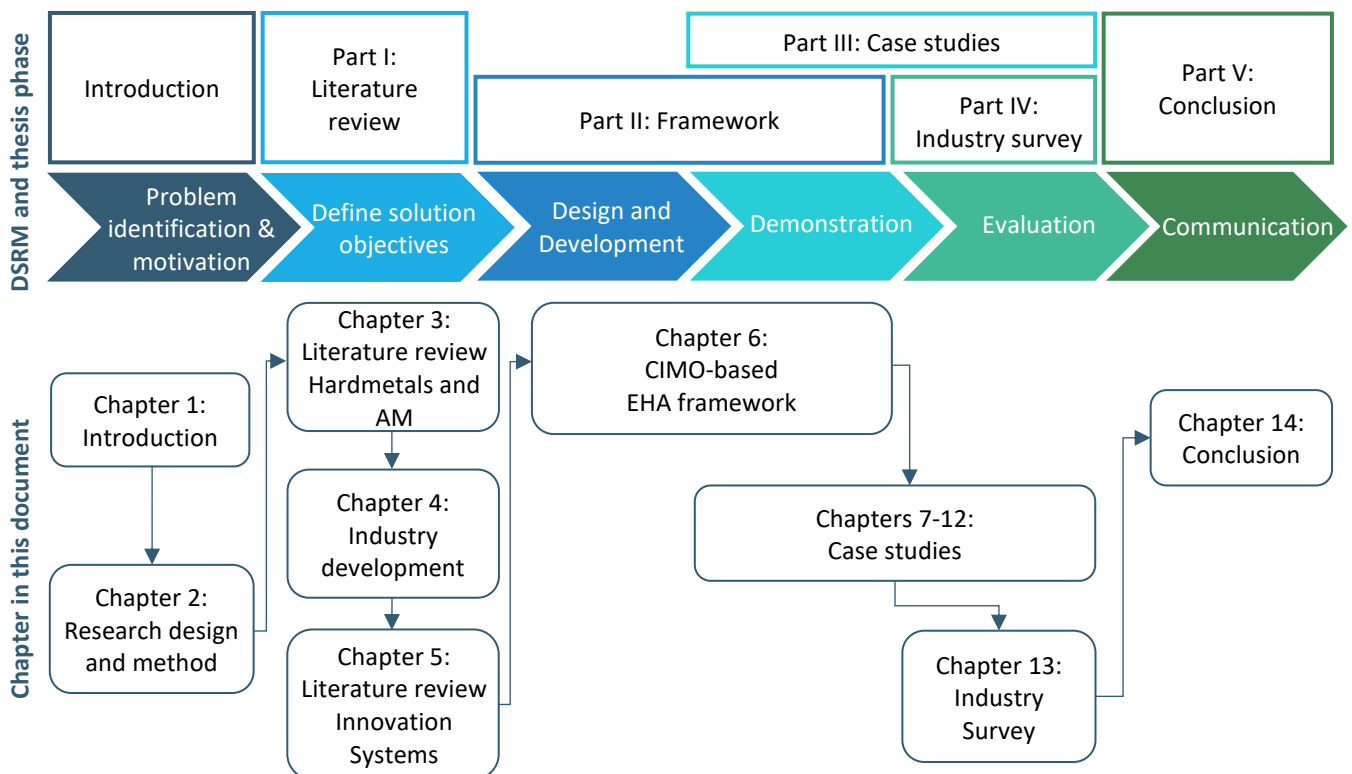 DSRM and thesis phase
Introduction
Part I:
Literature
review
Part II: Framework
Part III: Case studies
Part IV:
Industry survey
Part V:
Conclusion
Problem
identification &
motivation
Define solution
objectives
Design and
Development
Demonstration
Evaluation
Communication
Chapter in this document
Chapter 1:
Introduction
Chapter 2:
Research design
and method
Chapter 3:
Literature review
Hardmetals and
AM
Chapter 4:
Industry
development
Chapter 5:
Literature review
Innovation
Systems
Chapter 6:
CIMO-based
EHA framework
Chapters 7-12:
Case studies
Chapter 13:
Industry
Survey
Chapter 14:
Conclusion